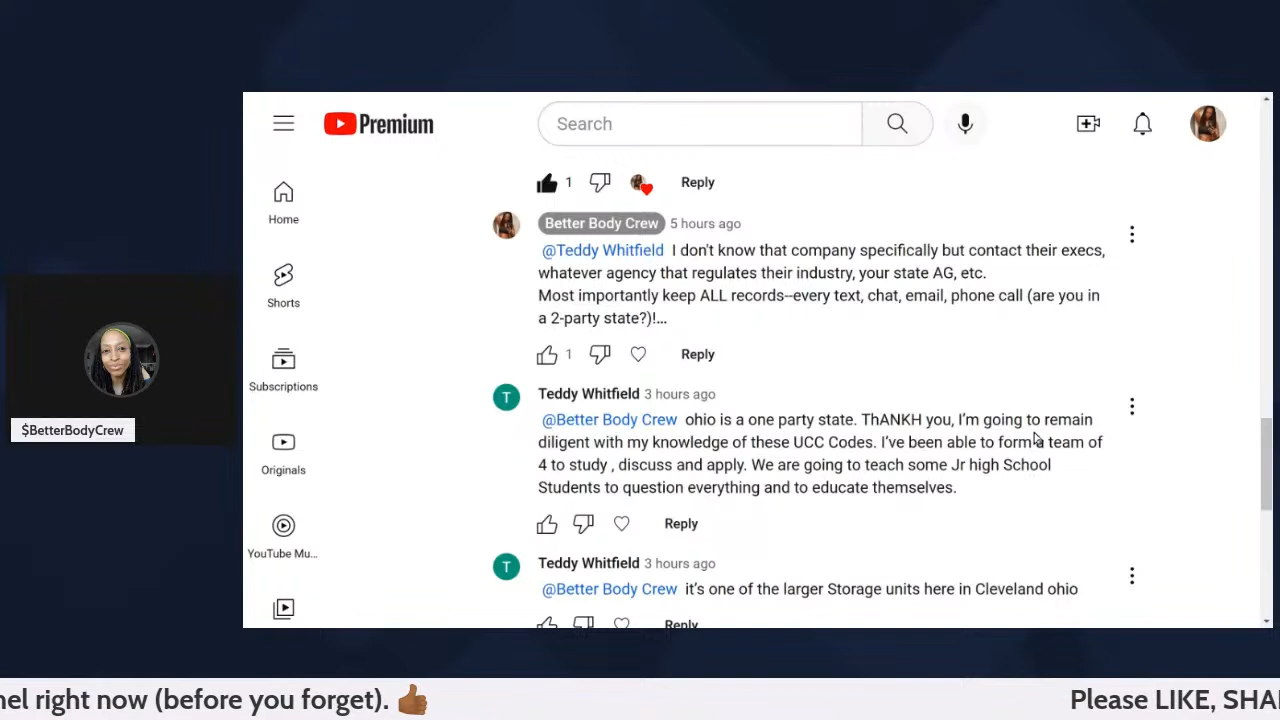 Premium
Search
Home
Shorts
Subscriptions
Originals
YouTube Mu...
1 Reply
Better Body Crew 5 hours ago
@Teddy Whitfield I don't know that company specifically but contact their execs,
whatever agency that regulates their industry, your state AG, etc.
Most importantly keep ALL records--every text, chat, email, phone call (are you in
a 2-party state?)!...
1 Reply
T Teddy Whitfield 3 hours ago
@Better Body Crew ohio is a one party state. ThANKH you, I'm going to remain
diligent with my knowledge of these UCC Codes. I've been able to form a team of
4 to study , discuss and apply. We are going to teach some Jr high School
Students to question everything and to educate themselves.
Reply
T Teddy Whitfield 3 hours ago
@Better Body Crew it's one of the larger Storage units here in Cleveland ohio
Reply
$BetterBodyCrew
nel right now (before you forget). 👍🏾 Please LIKE, SHA